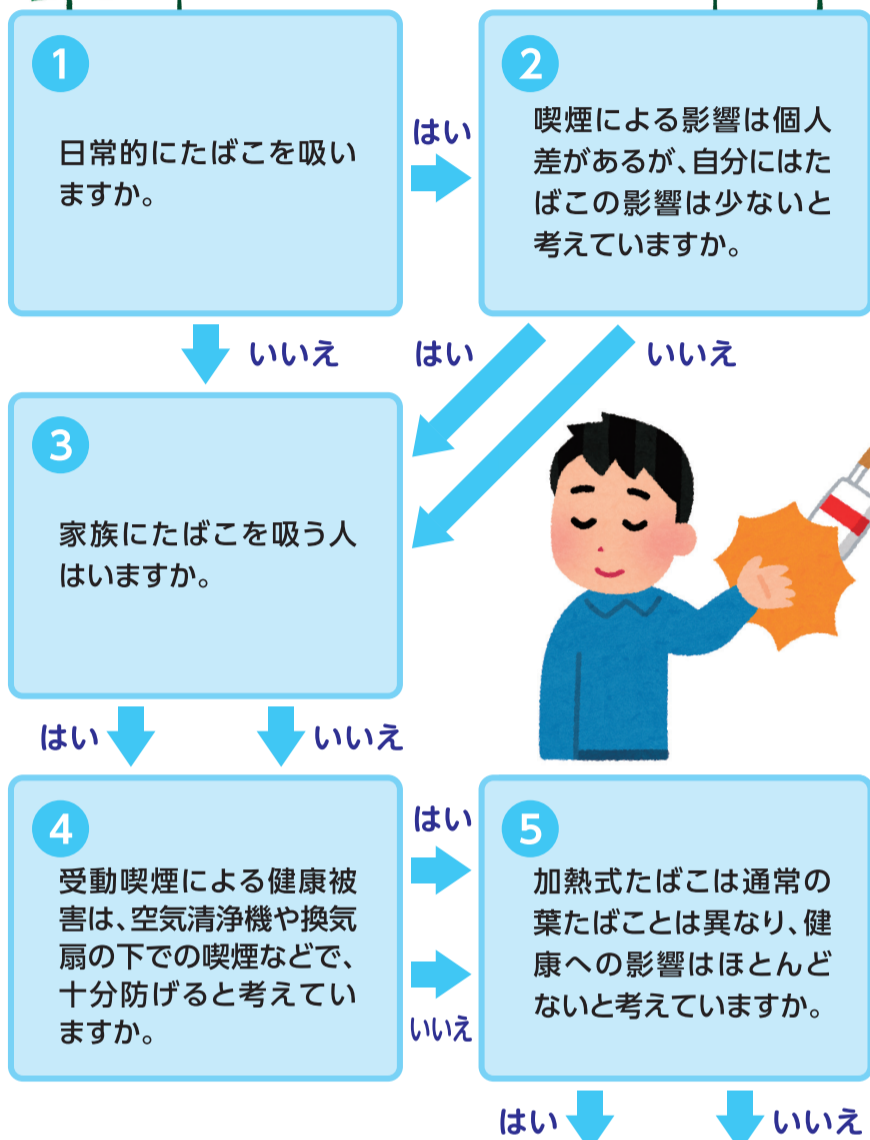 1
日常的にたばこを吸い
ますか。
はい
2
喫煙による影響は個人
差があるが、自分にはた
ばこの影響は少ないと
考えていますか。
いいえ
はい
いいえ
3
家族にたばこを吸う人
はいますか。
はい
いいえ
4
受動喫煙による健康被
害は、空気清浄機や換気
扇の下での喫煙などで、
十分防げると考えてい
ますか。
はい
いいえ
5
加熱式たばこは通常の
葉たばことは異なり、健
康への影響はほとんど
ないと考えていますか。
はい
いいえ